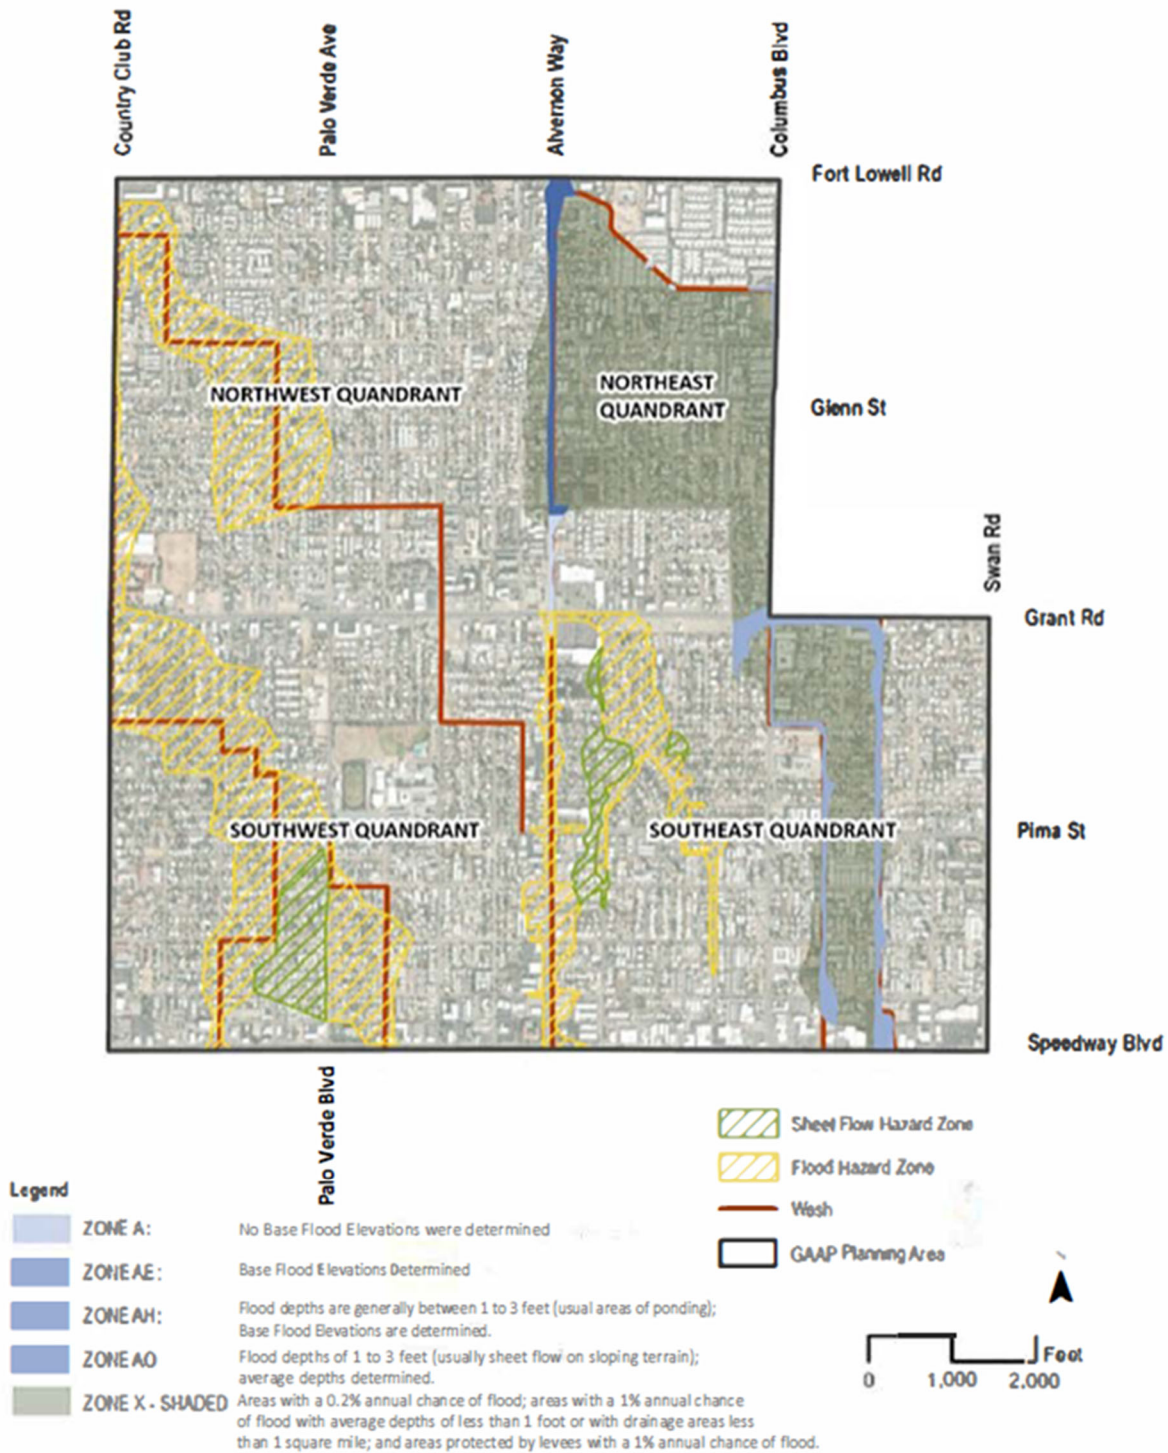 Country Club Rd
Palo Verde Ave
Alvernon Way
Columbus Blvd
Fort Lowell Rd
NORTHWEST QUANDRANT
NORTHEAST
QUANDRANT
Glenn St
Swan Rd
Grant Rd
SOUTHWEST QUANDRANT
SOUTHEAST QUANDRANT
Pima St
Speedway Blvd
Palo Verde Blvd
Sheet Flow Hazard Zone
Flood Hazard Zone
Wash
GAAP Planning Area
Legend
ZONE A:
No Base Flood Elevations were determined
ZONE AE:
Base Flood Elevations Determined
ZONE AH:
Flood depths are generally between 1 to 3 feet (usual areas of ponding);
Base Flood Elevations are determined.
ZONE AO
Flood depths of 1 to 3 feet (usually sheet flow on sloping terrain);
average depths determined.
ZONE X - SHADED
Areas with a 0.2% annual chance of flood; areas with a 1% annual chance
of flood with average depths of less than 1 foot or with drainage areas less
than 1 square mile; and areas protected by levees with a 1% annual chance of flood.
Feet
0 1,000 2,000